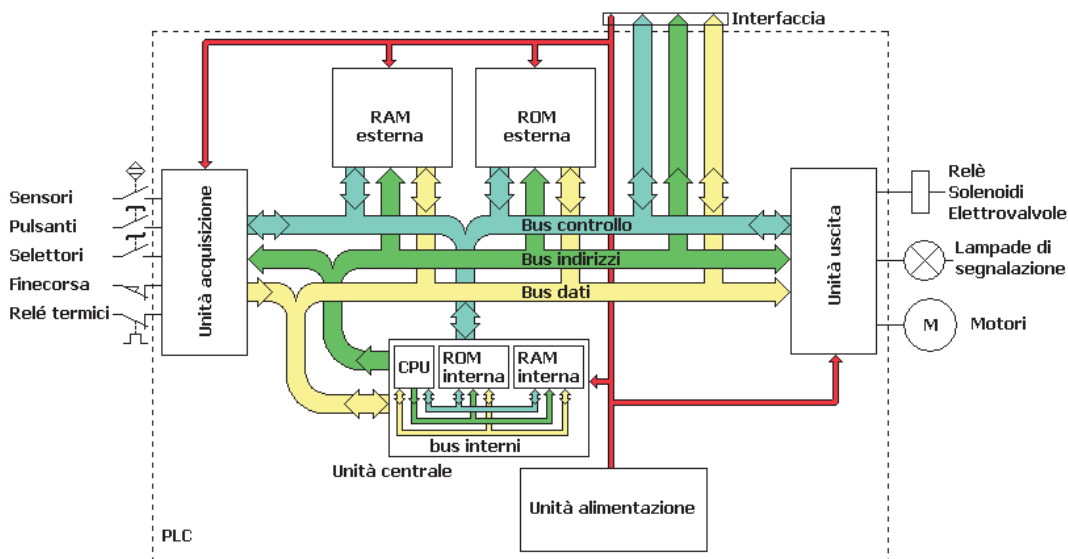 Interfaccia
RAM
esterna
ROM
esterna
Sensori
Pulsanti
Selettori
Finecorsa
Relé termici
Unità acquisizione
Bus controllo
Bus indirizzi
Bus dati
Unità uscita
Relè
Solenoidi
Elettrovalvole
Lampade di
segnalazione
M
Motori
CPU
ROM
interna
RAM
interna
bus interni
Unità centrale
Unità alimentazione
PLC